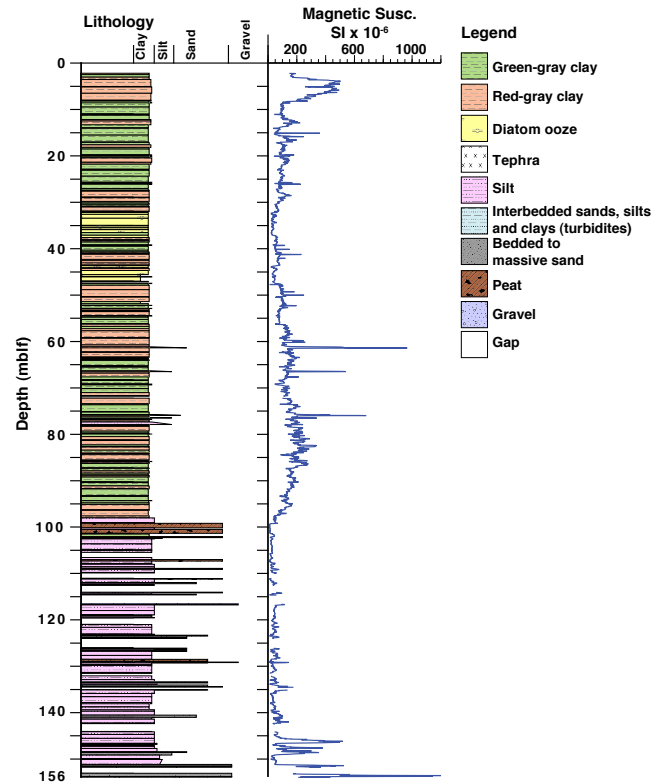 Lithology
Clay
Silt
Sand
Gravel
Magnetic Susc.
SI x 10-6
200 600 1000
Legend
Green-gray clay
Red-gray clay
Diatom ooze
Tephra
Silt
Interbedded sands, silts
and clays (turbidites)
Bedded to
massive sand
Peat
Gravel
Gap
Depth (mblf)
0
20
40
60
80
100
120
140
156